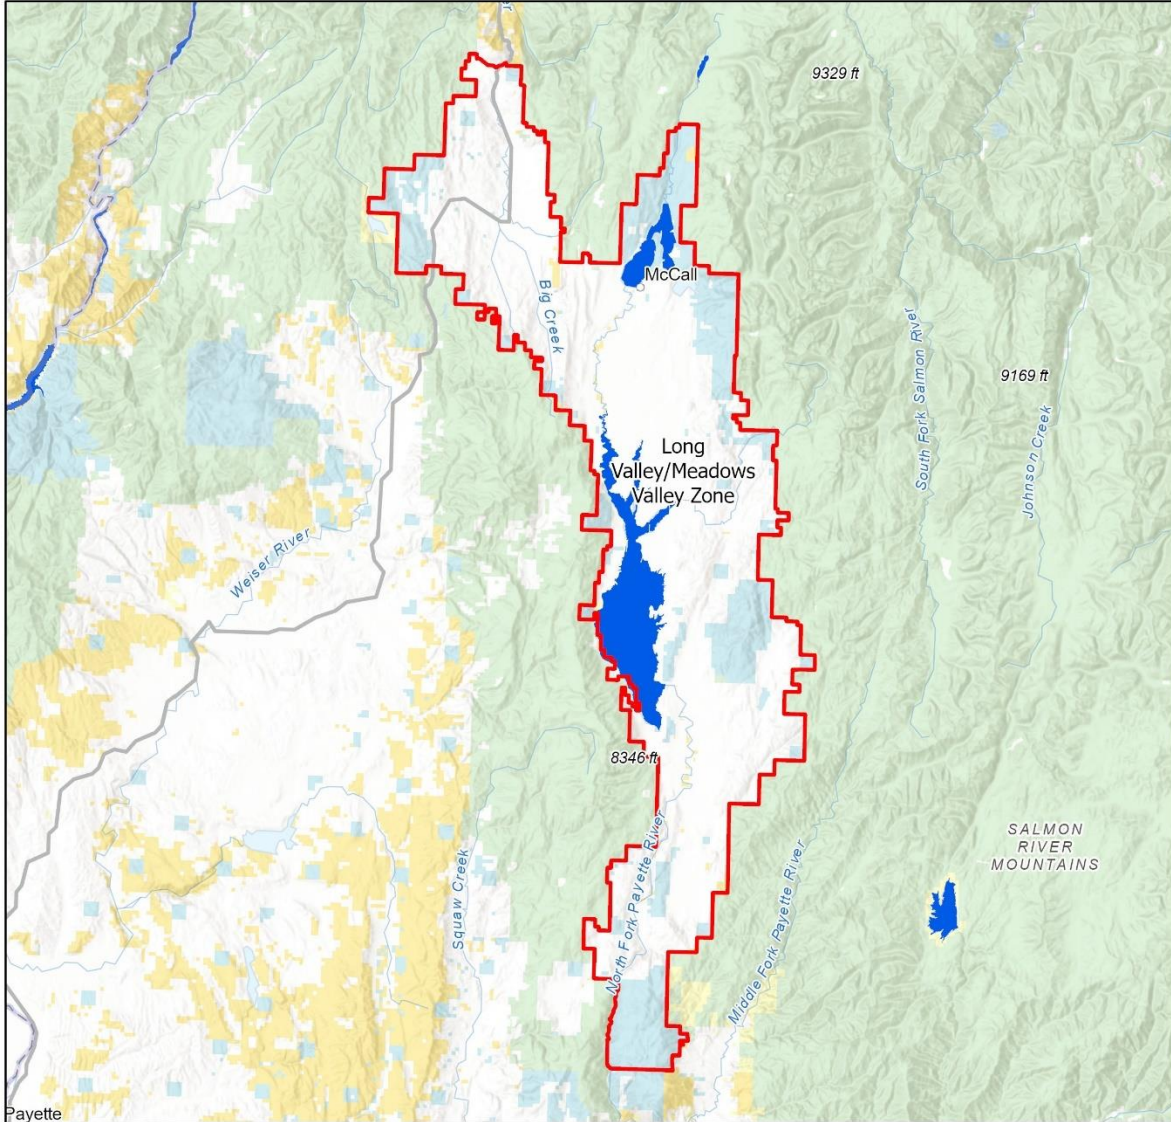 9329 ft
McCall
Big Creek
South Fork Salmon River
9169 ft
Johnson Creek
Long
Valley/Meadows
Valley Zone
Weiser River
8346 ft
SALMON
RIVER
MOUNTAINS
Squaw Creek
North Fork Payette River
Middle Fork Payette River
Payette